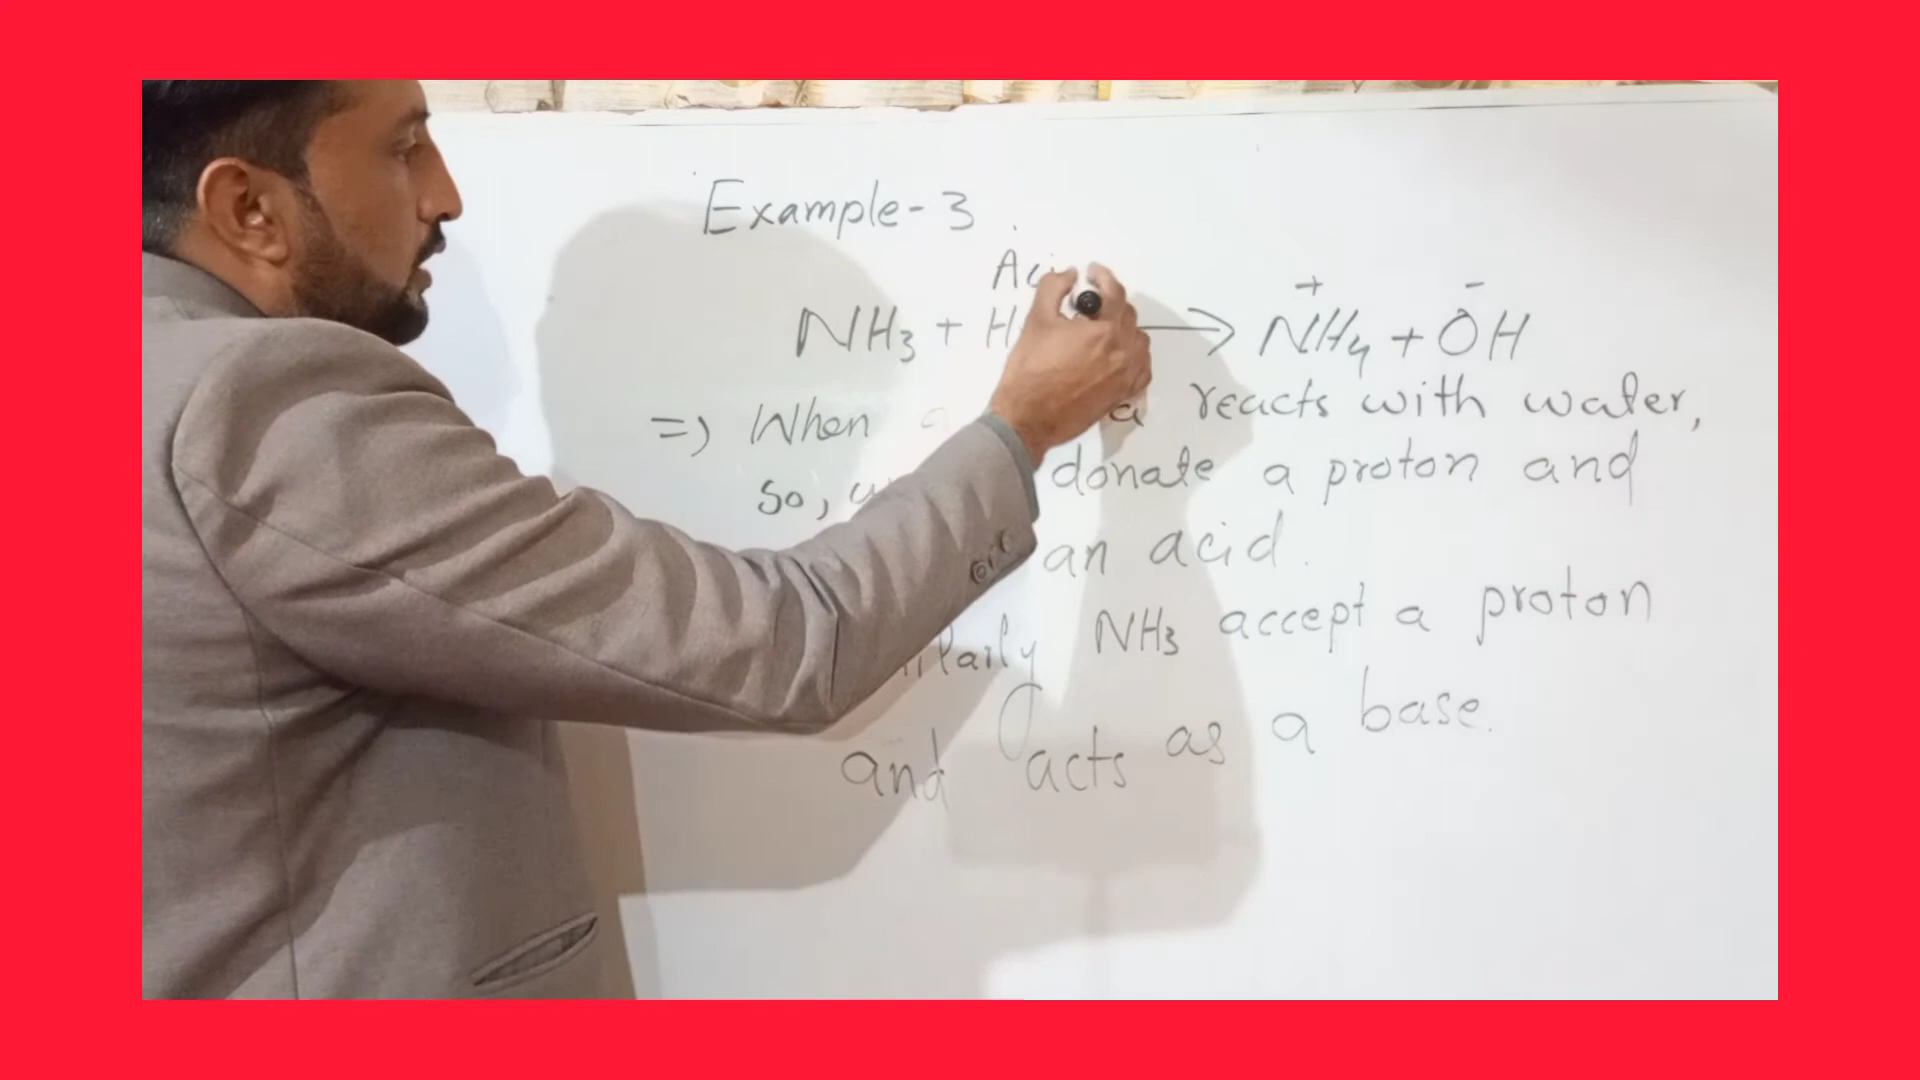 Example-3
Aci
NH3 + H → NH4+ + OH-
=) When a reacts with water,
so, donate a proton and
an acid.
ilarly NH3 accept a proton
and acts as a base.